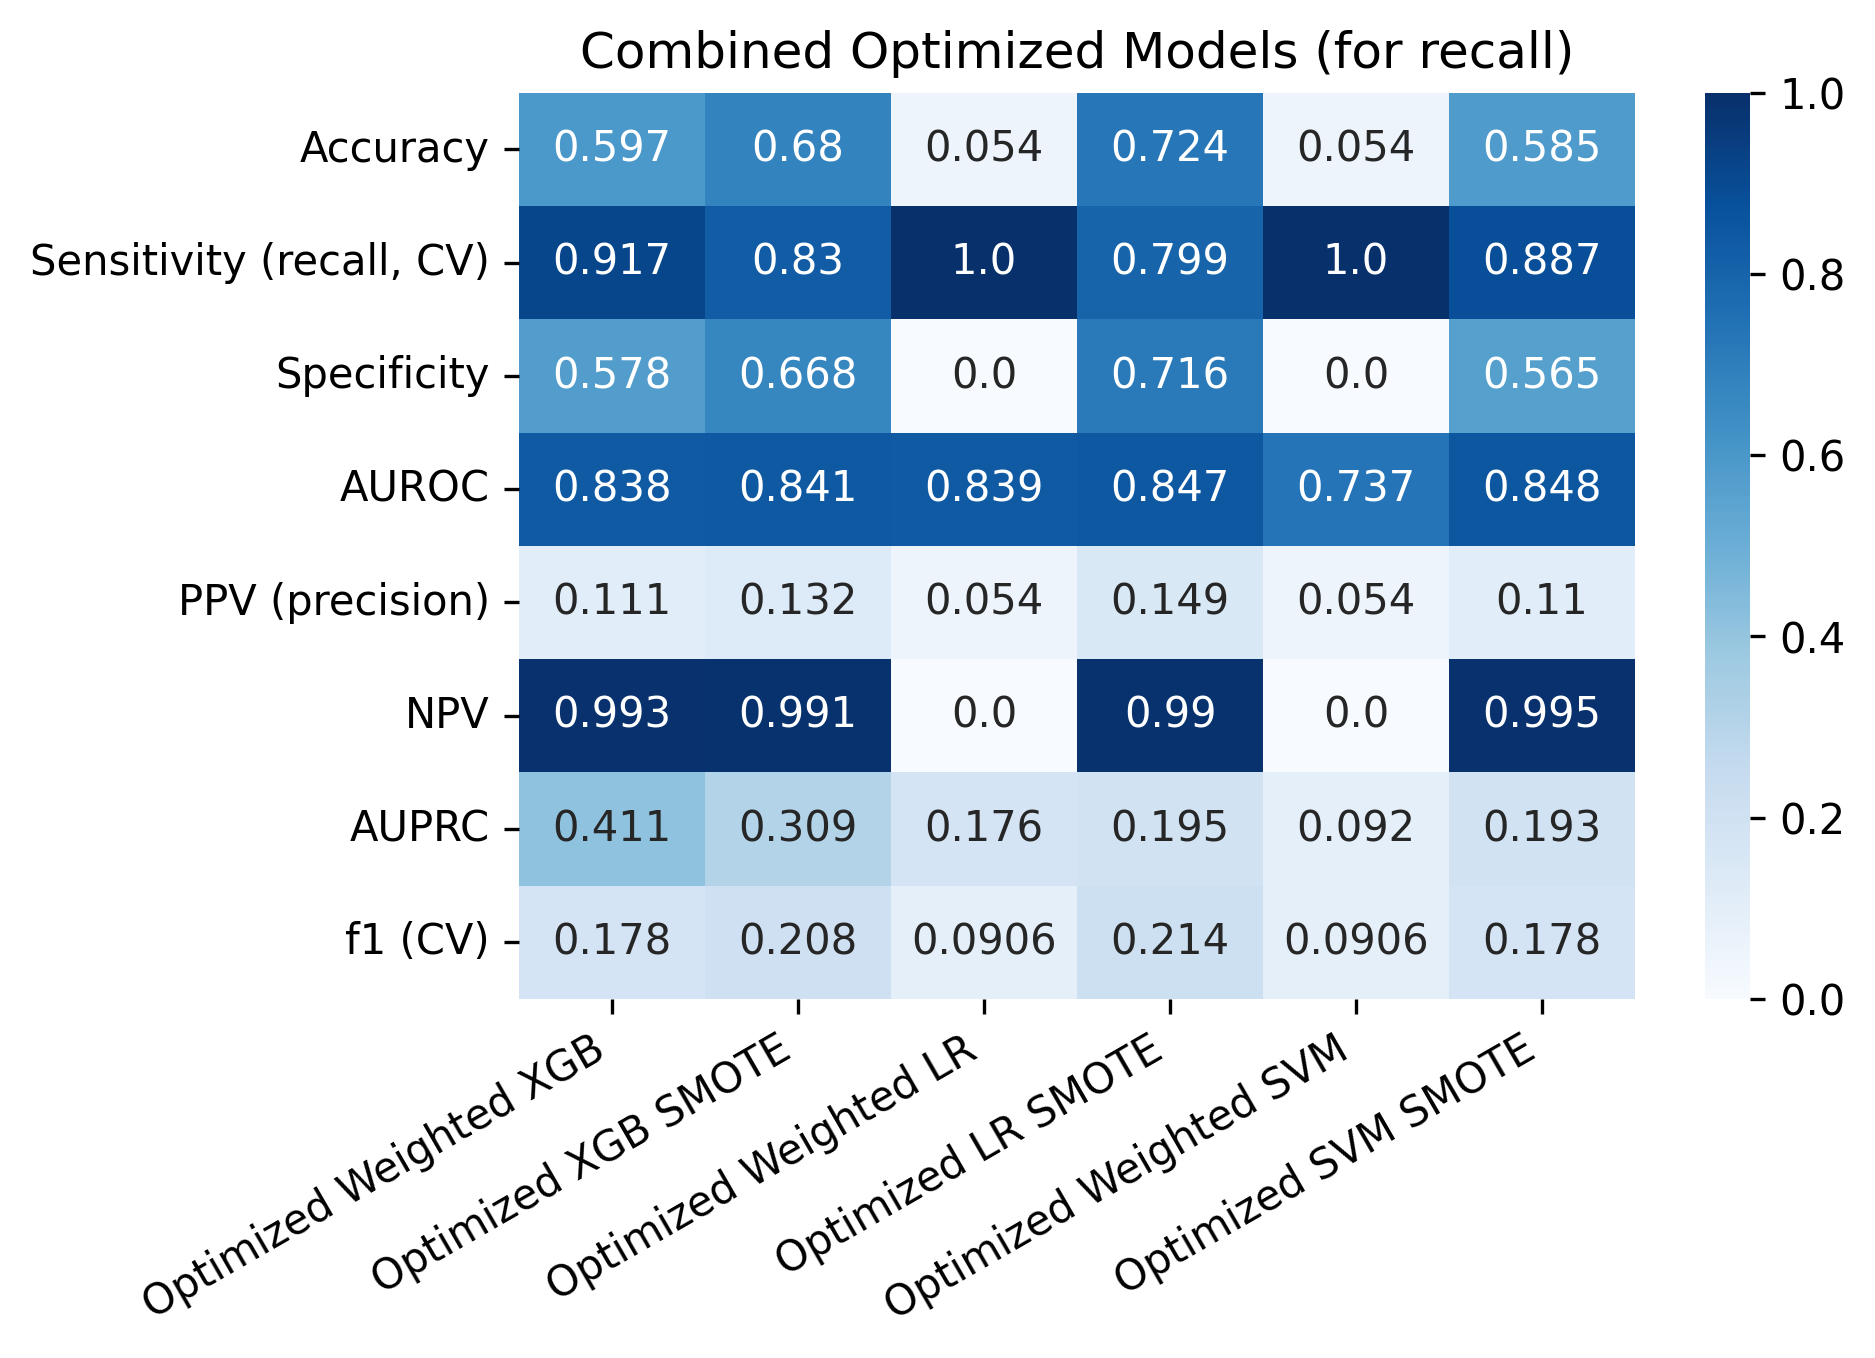 Combined Optimized Models (for recall)
Accuracy 0.597 0.68 0.054 0.724 0.054 0.585
Sensitivity (recall, CV) 0.917 0.83 1.0 0.799 1.0 0.887
Specificity 0.578 0.668 0.0 0.716 0.0 0.565
AUROC 0.838 0.841 0.839 0.847 0.737 0.848
PPV (precision) 0.111 0.132 0.054 0.149 0.054 0.11
NPV 0.993 0.991 0.0 0.99 0.0 0.995
AUPRC 0.411 0.309 0.176 0.195 0.092 0.193
f1 (CV) 0.178 0.208 0.0906 0.214 0.0906 0.178
Optimized Weighted XGB
Optimized XGB SMOTE
Optimized Weighted LR
Optimized LR SMOTE
Optimized Weighted SVM
Optimized SVM SMOTE
1.0
0.8
0.6
0.4
0.2
0.0